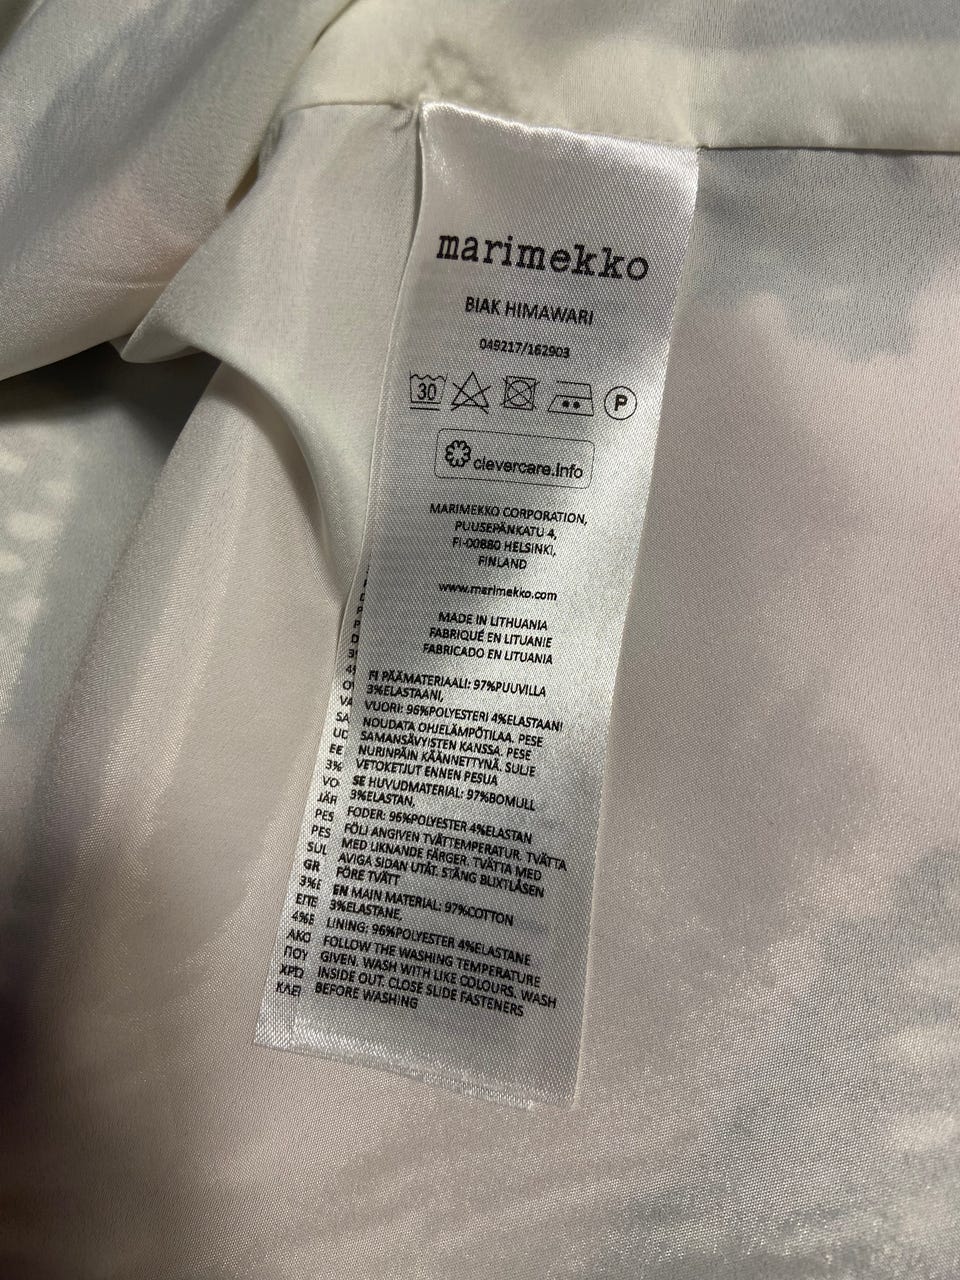 marimekko
BIAK HIMAWARI
049217/162903
30
P
clevercare.info
MARIMEKKO CORPORATION,
PUUSEPÄNKATU 4,
FI-00880 HELSINKI,
FINLAND
www.marimekko.com
MADE IN LITHUANIA
FABRIQUÉ EN LITUANIE
FABRICADO EN LITUANIA
FI PÄÄMATERIAALI: 97%PUUVILLA
3%ELASTAANI,
VUORI: 96%POLYESTERI 4%ELASTAANI
NOUDATA OHJELÄMPÖTILAA. PESE
SAMANSÄVYISTEN KANSSA. PESE
NURINPÄIN KÄÄNNETTYNÄ. SULJE
VETOKETJUT ENNEN PESUA
SE HUVUDMATERIAL: 97%BOMULL
3%ELASTAN,
FODER: 96%POLYESTER 4%ELASTAN
FÖLJ ANGIVEN TVÄTTEMPERATUR. TVÄTTA
MED LIKNANDE FÄRGER. TVÄTTA MED
AVIGA SIDAN UTÅT. STÄNG BLIXTLÅSEN
FÖRE TVÄTT
EN MAIN MATERIAL: 97%COTTON
3%ELASTANE,
LINING: 96%POLYESTER 4%ELASTANE
FOLLOW THE WASHING TEMPERATURE
GIVEN. WASH WITH LIKE COLOURS. WASH
INSIDE OUT. CLOSE SLIDE FASTENERS
BEFORE WASHING